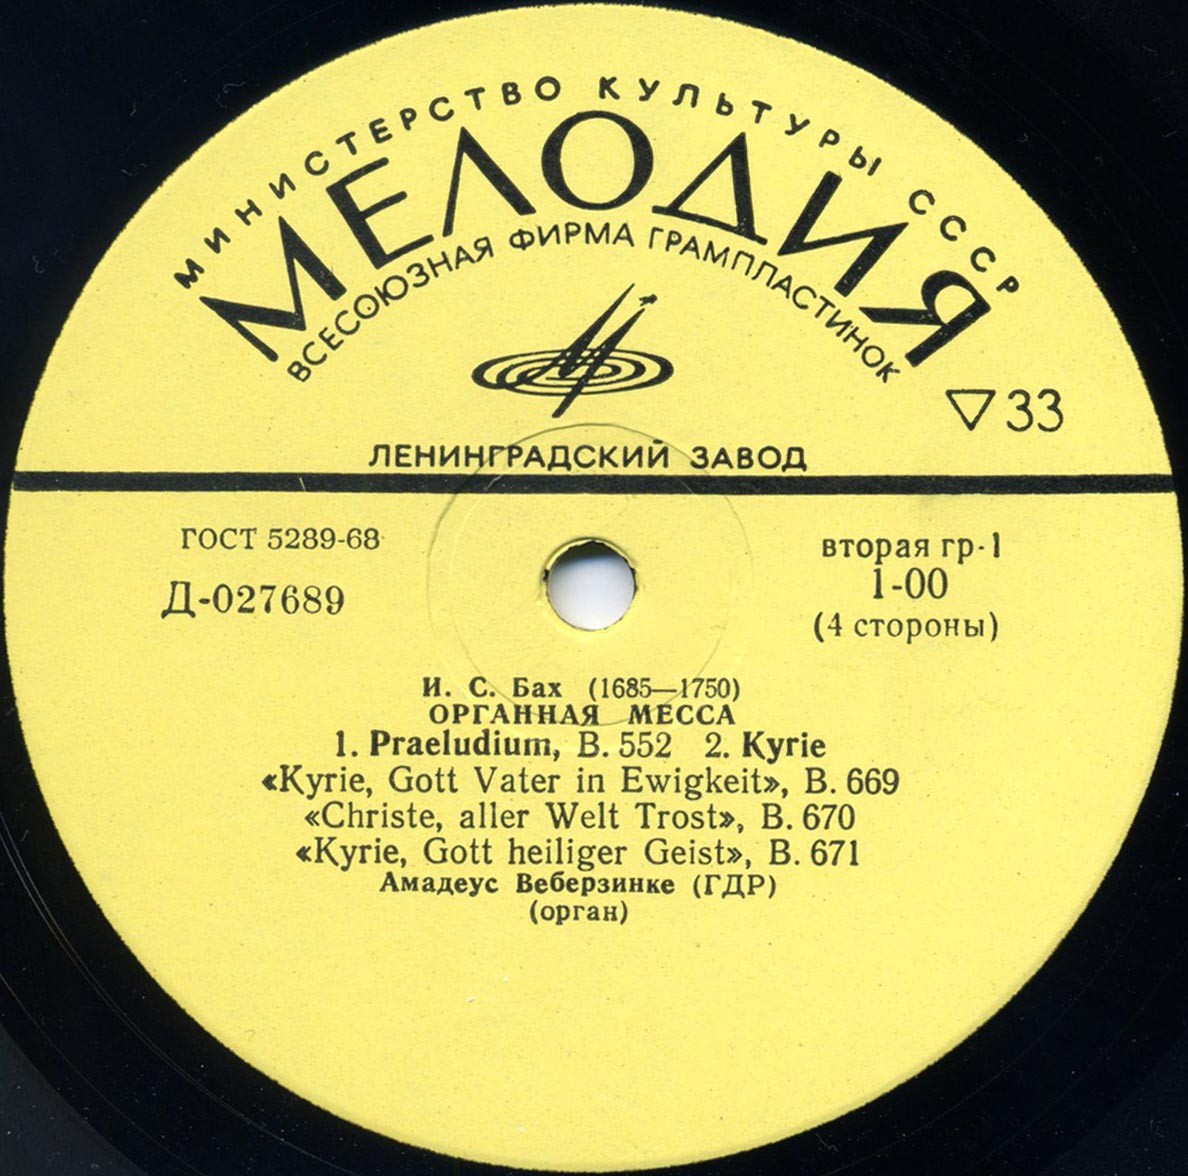 МИНИСТЕРСТВО КУЛЬТУРЫ СССР
МЕЛОДИЯ
ВСЕСОЮЗНАЯ ФИРМА ГРАМПЛАСТИНОК
▽33
ЛЕНИНГРАДСКИЙ ЗАВОД
ГОСТ 5289-68
Д-027689
вторая гр-1
1-00
(4 стороны)
И. С. Бах (1685—1750)
ОРГАННАЯ МЕССА
1. Praeludium, B. 552 2. Kyrie
«Kyrie, Gott Vater in Ewigkeit», B. 669
«Christe, aller Welt Trost», B. 670
«Kyrie, Gott heiliger Geist», B. 671
Амадеус Веберзинке (ГДР)
(орган)